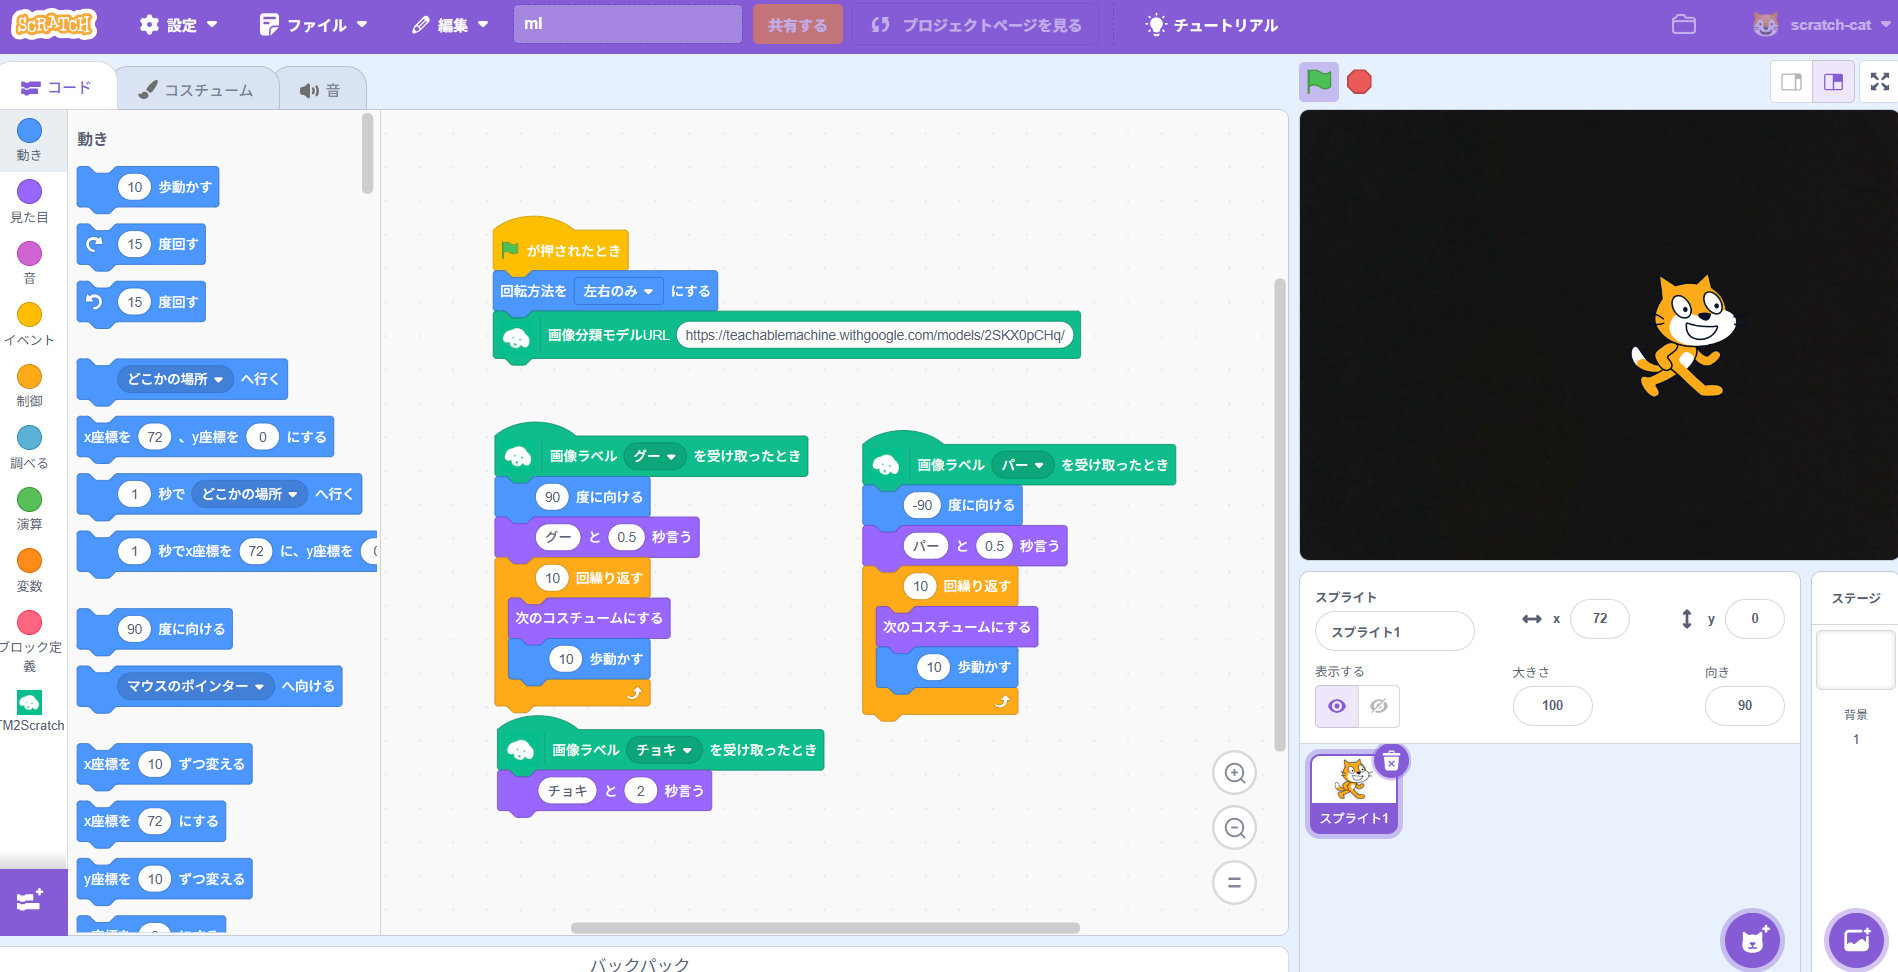 SCRATCH
設定
ファイル
編集
ml
共有する
プロジェクトページを見る
チュートリアル
scratch-cat
コード
コスチューム
音
動き
見た目
音
イベント
制御
調べる
演算
変数
ブロック定
義
TM2Scratch
動き
10 歩動かす
15 度回す
15 度回す
どこかの場所 へ行く
x座標を 72 、y座標を 0 にする
1 秒で どこかの場所 へ行く
1 秒でx座標を 72 に、y座標を
90 度に向ける
マウスのポインター へ向ける
x座標を 10 ずつ変える
x座標を 72 にする
y座標を 10 ずつ変える
が押されたとき
回転方法を 左右のみ にする
画像分類モデルURL https://teachablemachine.withgoogle.com/models/2SKX0pCHq/
画像ラベル グー を受け取ったとき
90 度に向ける
グー と 0.5 秒言う
10 回繰り返す
次のコスチュームにする
10 歩動かす
画像ラベル パー を受け取ったとき
-90 度に向ける
パー と 0.5 秒言う
10 回繰り返す
次のコスチュームにする
10 歩動かす
画像ラベル チョキ を受け取ったとき
チョキ と 2 秒言う
スプライト
スプライト1
x 72
y 0
表示する
大きさ
100
向き
90
スプライト1
ステージ
背景
1
バックパック